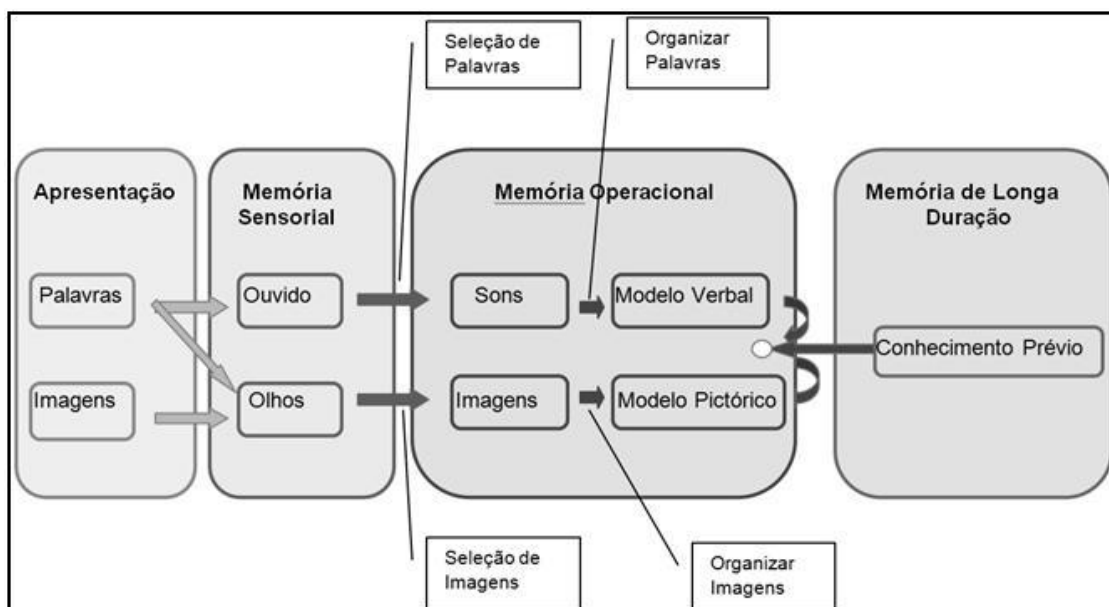 Seleção de
Palavras
Organizar
Palavras
Apresentação
Memória
Sensorial
Memória Operacional
Memória de Longa
Duração
Palavras
Ouvido
Sons
Modelo Verbal
Conhecimento Prévio
Imagens
Olhos
Imagens
Modelo Pictórico
Seleção de
Imagens
Organizar
Imagens